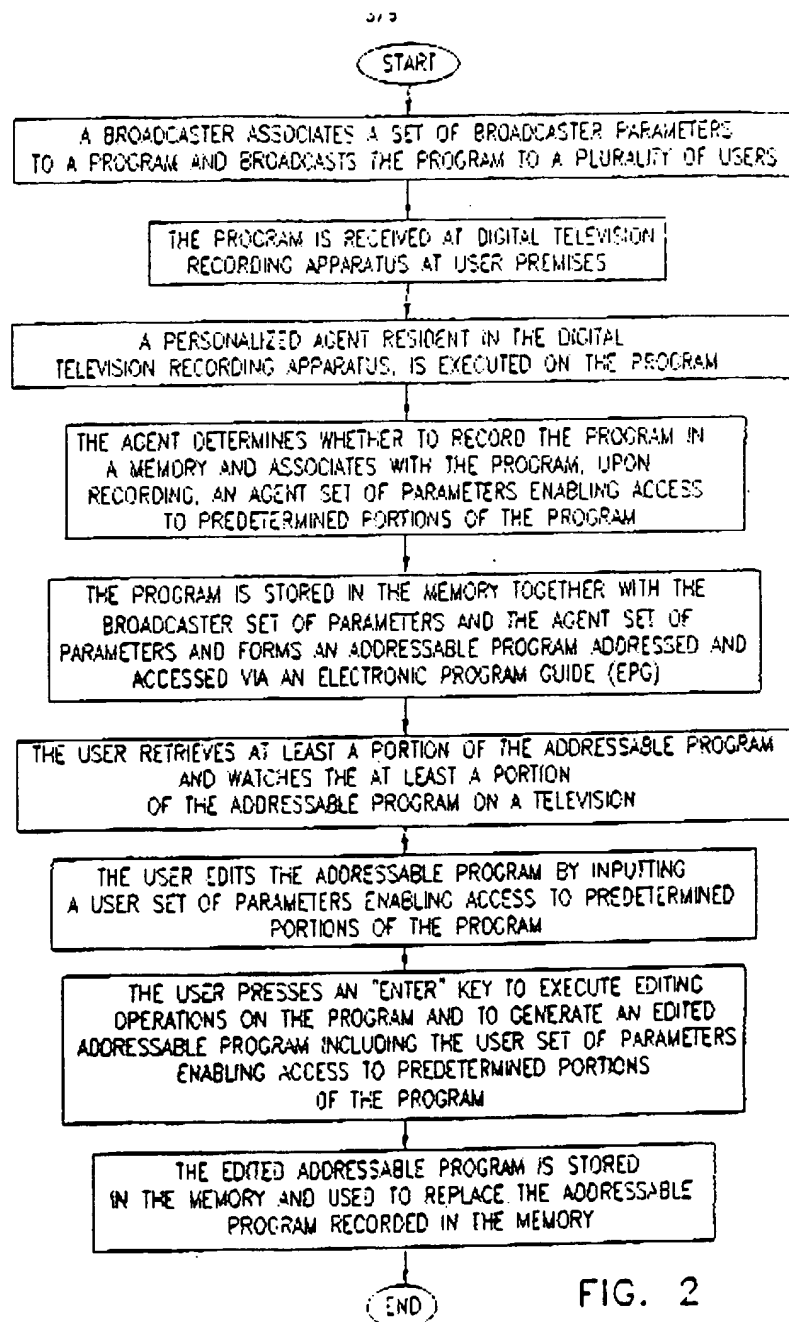 3/9
START
A BROADCASTER ASSOCIATES A SET OF BROADCASTER PARAMETERS
TO A PROGRAM AND BROADCASTS THE PROGRAM TO A PLURALITY OF USERS
THE PROGRAM IS RECEIVED AT DIGITAL TELEVISION
RECORDING APPARATUS AT USER PREMISES
A PERSONALIZED AGENT RESIDENT IN THE DIGITAL
TELEVISION RECORDING APPARATUS, IS EXECUTED ON THE PROGRAM
THE AGENT DETERMINES WHETHER TO RECORD THE PROGRAM IN
A MEMORY AND ASSOCIATES WITH THE PROGRAM, UPON
RECORDING, AN AGENT SET OF PARAMETERS ENABLING ACCESS
TO PREDETERMINED PORTIONS OF THE PROGRAM
THE PROGRAM IS STORED IN THE MEMORY TOGETHER WITH THE
BROADCASTER SET OF PARAMETERS AND THE AGENT SET OF
PARAMETERS AND FORMS AN ADDRESSABLE PROGRAM ADDRESSED AND
ACCESSED VIA AN ELECTRONIC PROGRAM GUIDE (EPG)
THE USER RETRIEVES AT LEAST A PORTION OF THE ADDRESSABLE PROGRAM
AND WATCHES THE AT LEAST A PORTION
OF THE ADDRESSABLE PROGRAM ON A TELEVISION
THE USER EDITS THE ADDRESSABLE PROGRAM BY INPUTTING
A USER SET OF PARAMETERS ENABLING ACCESS TO PREDETERMINED
PORTIONS OF THE PROGRAM
THE USER PRESSES AN "ENTER" KEY TO EXECUTE EDITING
OPERATIONS ON THE PROGRAM AND TO GENERATE AN EDITED
ADDRESSABLE PROGRAM INCLUDING THE USER SET OF PARAMETERS
ENABLING ACCESS TO PREDETERMINED PORTIONS
OF THE PROGRAM
THE EDITED ADDRESSABLE PROGRAM IS STORED
IN THE MEMORY AND USED TO REPLACE THE ADDRESSABLE
PROGRAM RECORDED IN THE MEMORY
END
FIG. 2